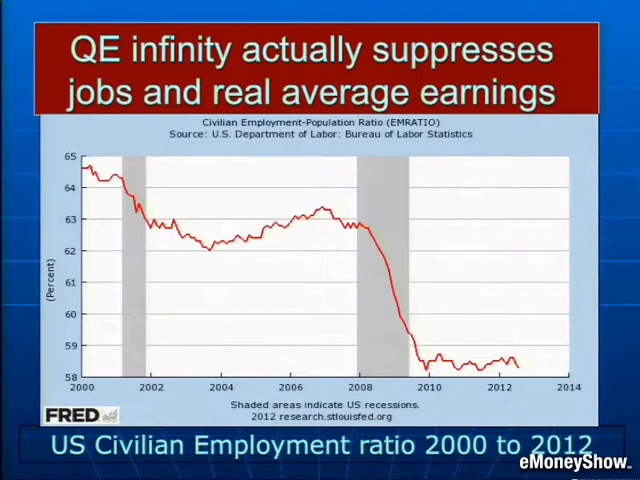 QE infinity actually suppresses
jobs and real average earnings
Civilian Employment-Population Ratio (EMRATIO)
Source: U.S. Department of Labor: Bureau of Labor Statistics
65
64
63
62
61
60
59
58
(Percent)
2000 2002 2004 2006 2008 2010 2012 2014
Shaded areas indicate US recessions.
2012 research.stlouisfed.org
FRED
US Civilian Employment ratio 2000 to 2012
eMoneyShow